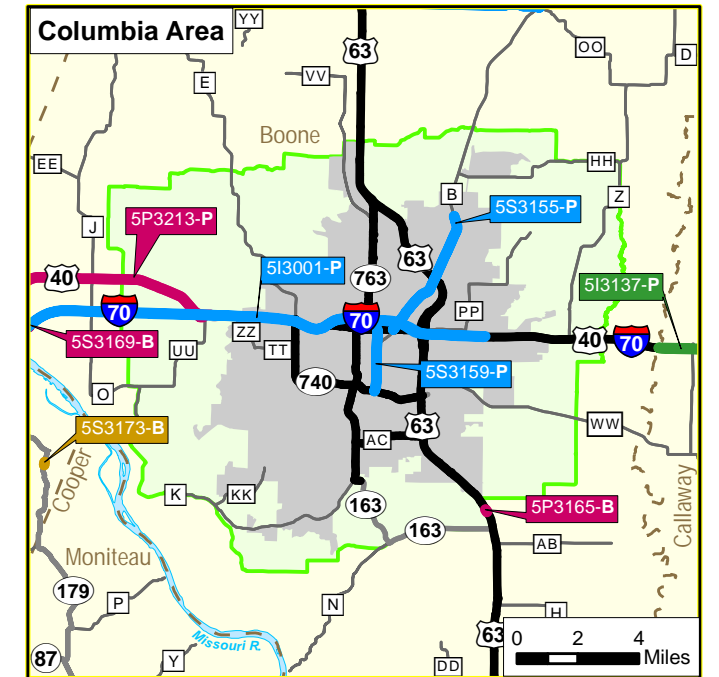 Columbia Area
YY
63
OO
D
VV
E
Boone
EE
HH
B
Z
J
5P3213-P
5S3155-P
40
63
5I3001-P
763
5I3137-P
70
70
PP
ZZ
40
70
5S3169-B
UU
TT
5S3159-P
740
O
5S3173-B
63
WW
AC
Cooper
K
KK
163
5P3165-B
Callaway
163
Moniteau
AB
179
P
N
H
Missouri R.
63
0 2 4
Miles
87
Y
DD